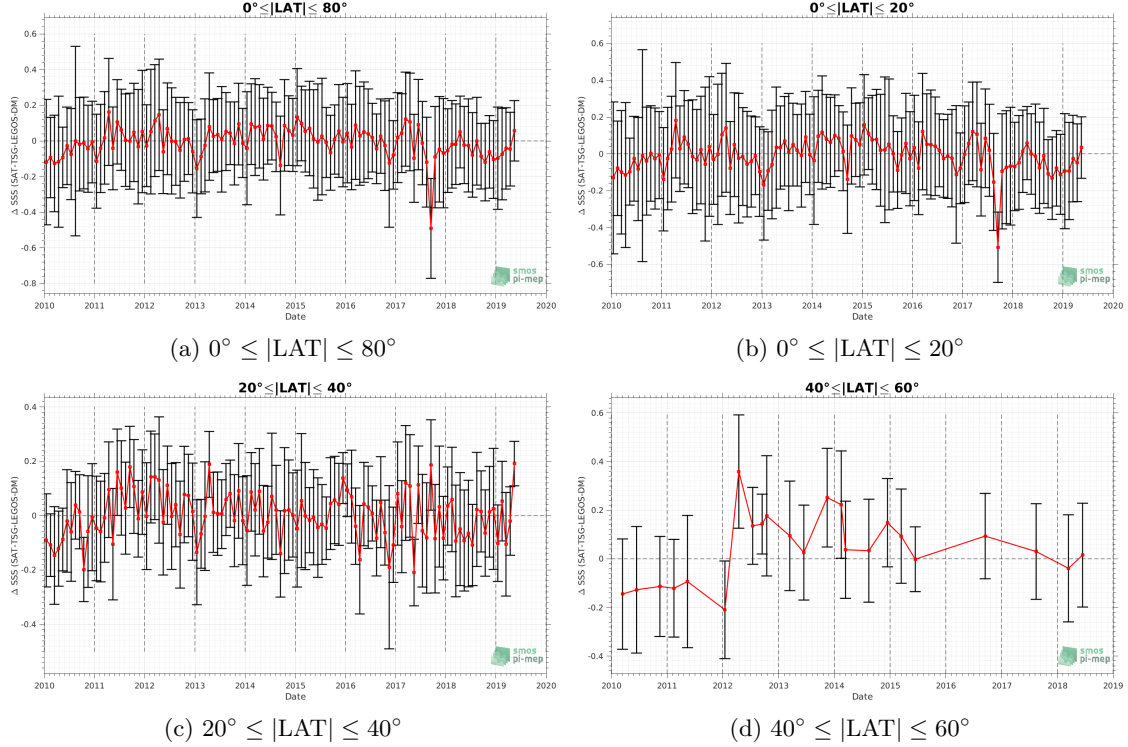 0°≤|LAT|≤ 80°
0.6
0.4
0.2
0
-0.2
-0.4
-0.6
-0.8
Δ SSS (SAT-TSG-LEGOS-DM)
2010 2011 2012 2013 2014 2015 2016 2017 2018 2019 2020
Date
smos
pi-mep
(a) 0° ≤ |LAT| ≤ 80°
0°≤|LAT|≤ 20°
0.6
0.4
0.2
0
-0.2
-0.4
-0.6
Δ SSS (SAT-TSG-LEGOS-DM)
2010 2011 2012 2013 2014 2015 2016 2017 2018 2019 2020
Date
smos
pi-mep
(b) 0° ≤ |LAT| ≤ 20°
20°≤|LAT|≤ 40°
0.4
0.2
0
-0.2
-0.4
Δ SSS (SAT-TSG-LEGOS-DM)
2010 2011 2012 2013 2014 2015 2016 2017 2018 2019 2020
Date
smos
pi-mep
(c) 20° ≤ |LAT| ≤ 40°
40°≤|LAT|≤ 60°
0.6
0.4
0.2
0
-0.2
-0.4
Δ SSS (SAT-TSG-LEGOS-DM)
2010 2011 2012 2013 2014 2015 2016 2017 2018 2019
Date
smos
pi-mep
(d) 40° ≤ |LAT| ≤ 60°